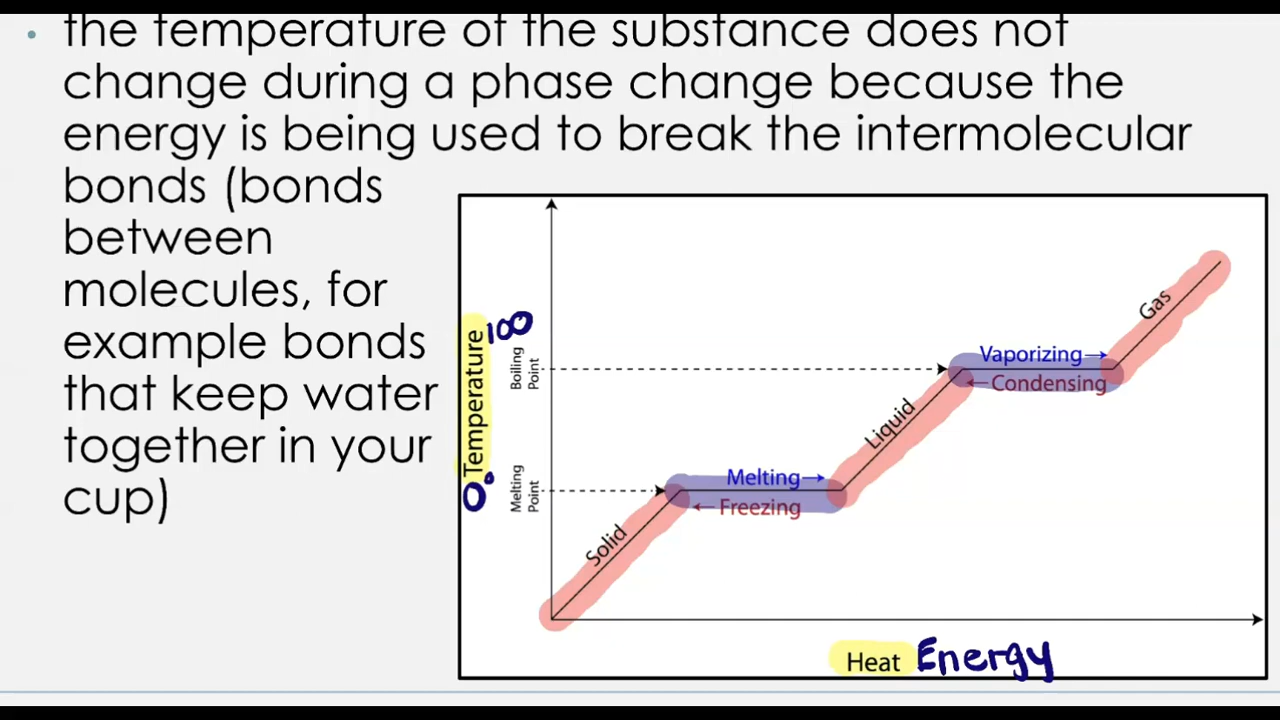 • the temperature of the substance does not
change during a phase change because the
energy is being used to break the intermolecular
bonds (bonds
between
molecules, for
example bonds
that keep water
together in your
cup)
Temperature
100
0°
Boiling
Point
Melting
Point
Solid
Melting→
←Freezing
Liquid
Vaporizing→
←Condensing
Gas
Heat Energy